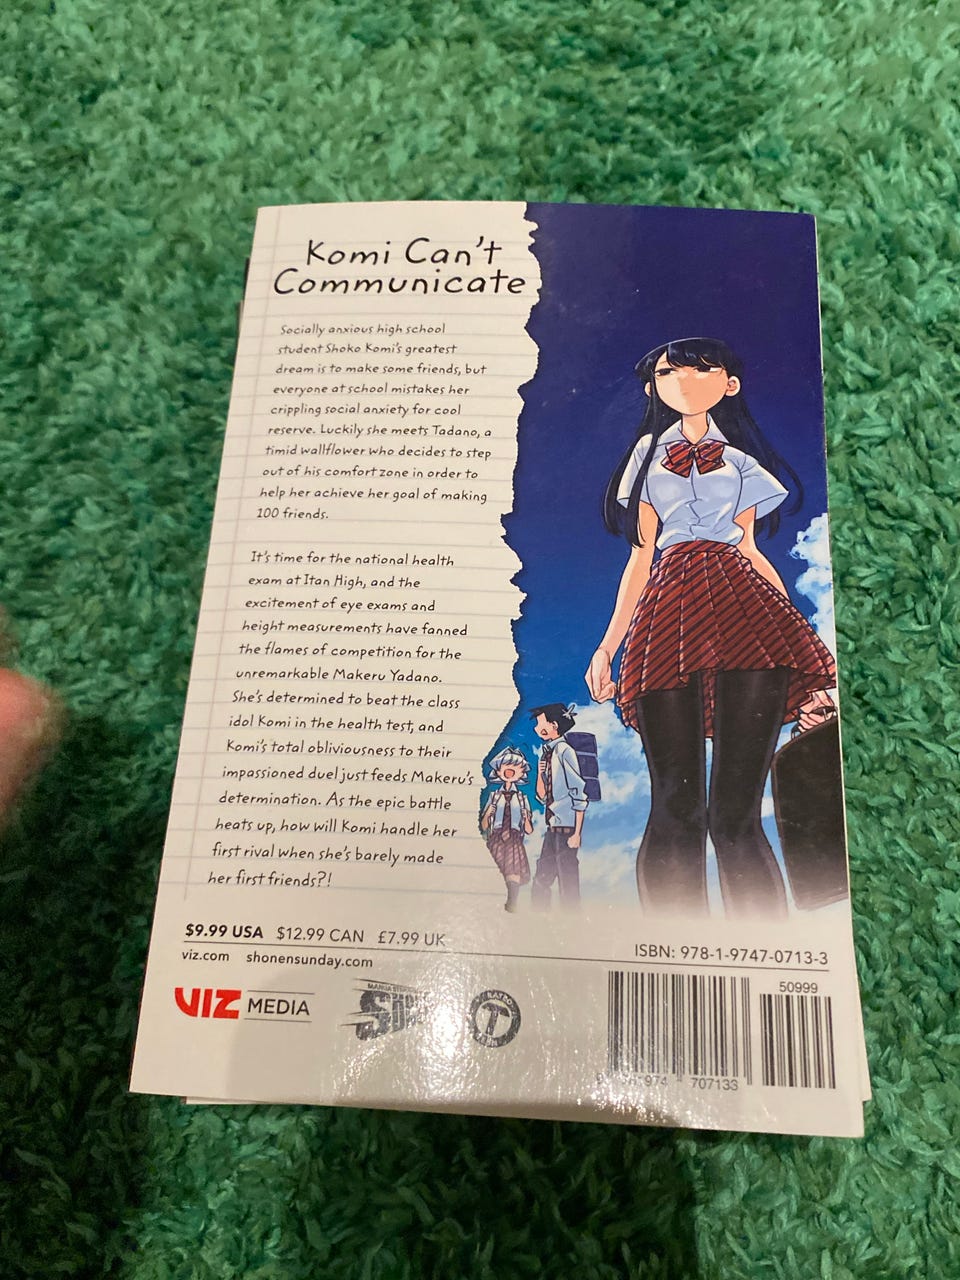 Komi Can't
Communicate
Socially anxious high school
student Shoko Komi's greatest
dream is to make some friends, but
everyone at school mistakes her
crippling social anxiety for cool
reserve. Luckily she meets Tadano, a
timid wallflower who decides to step
out of his comfort zone in order to
help her achieve her goal of making
100 friends.
It's time for the national health
exam at Itan High, and the
excitement of eye exams and
height measurements have fanned
the flames of competition for the
unremarkable Makeru Yadano.
She's determined to beat the class
idol Komi in the health test, and
Komi's total obliviousness to their
impassioned duel just feeds Makeru's
determination. As the epic battle
heats up, how will Komi handle her
first rival when she's barely made
her first friends?!
$9.99 USA $12.99 CAN £7.99 UK
viz.com shonensunday.com
VIZ MEDIA
T
ISBN: 978-1-9747-0713-3
50999
974 707133